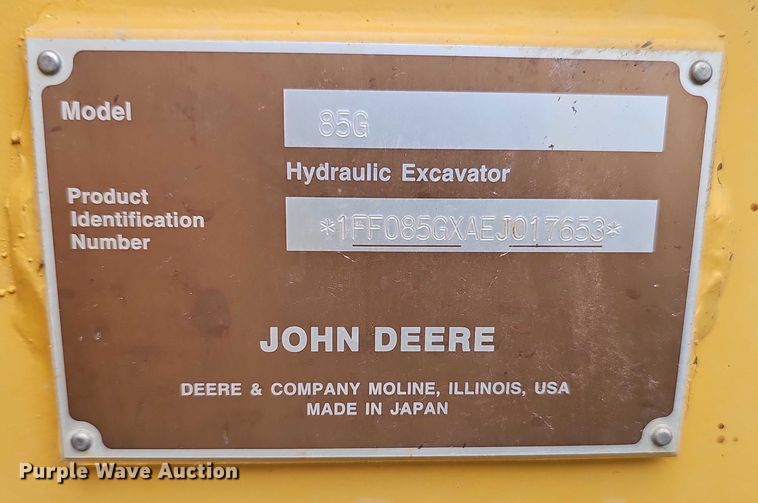 Model
85G
Hydraulic Excavator
Product
Identification
Number
*1FF085GXAEJ017653*
JOHN DEERE
DEERE & COMPANY MOLINE, ILLINOIS, USA
MADE IN JAPAN
Purple Wave Auction